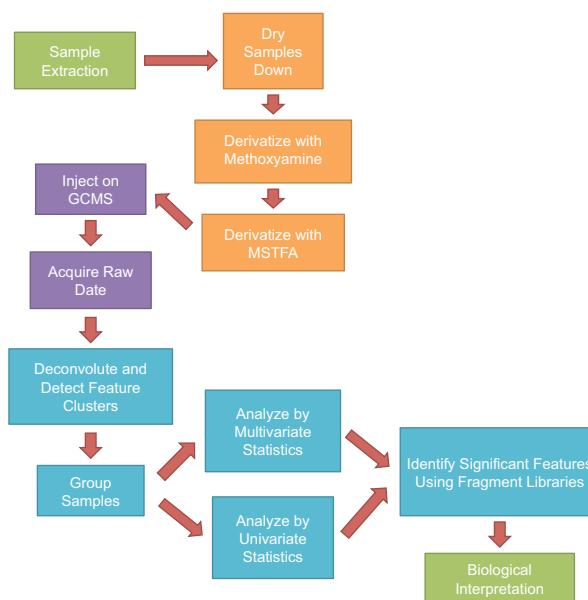 Sample
Extraction
Dry
Samples
Down
Derivatize with
Methoxyamine
Derivatize with
MSTFA
Inject on
GCMS
Acquire Raw
Date
Deconvolute and
Detect Feature
Clusters
Group
Samples
Analyze by
Multivariate
Statistics
Analyze by
Univariate
Statistics
Identify Significant Features
Using Fragment Libraries
Biological
Interpretation